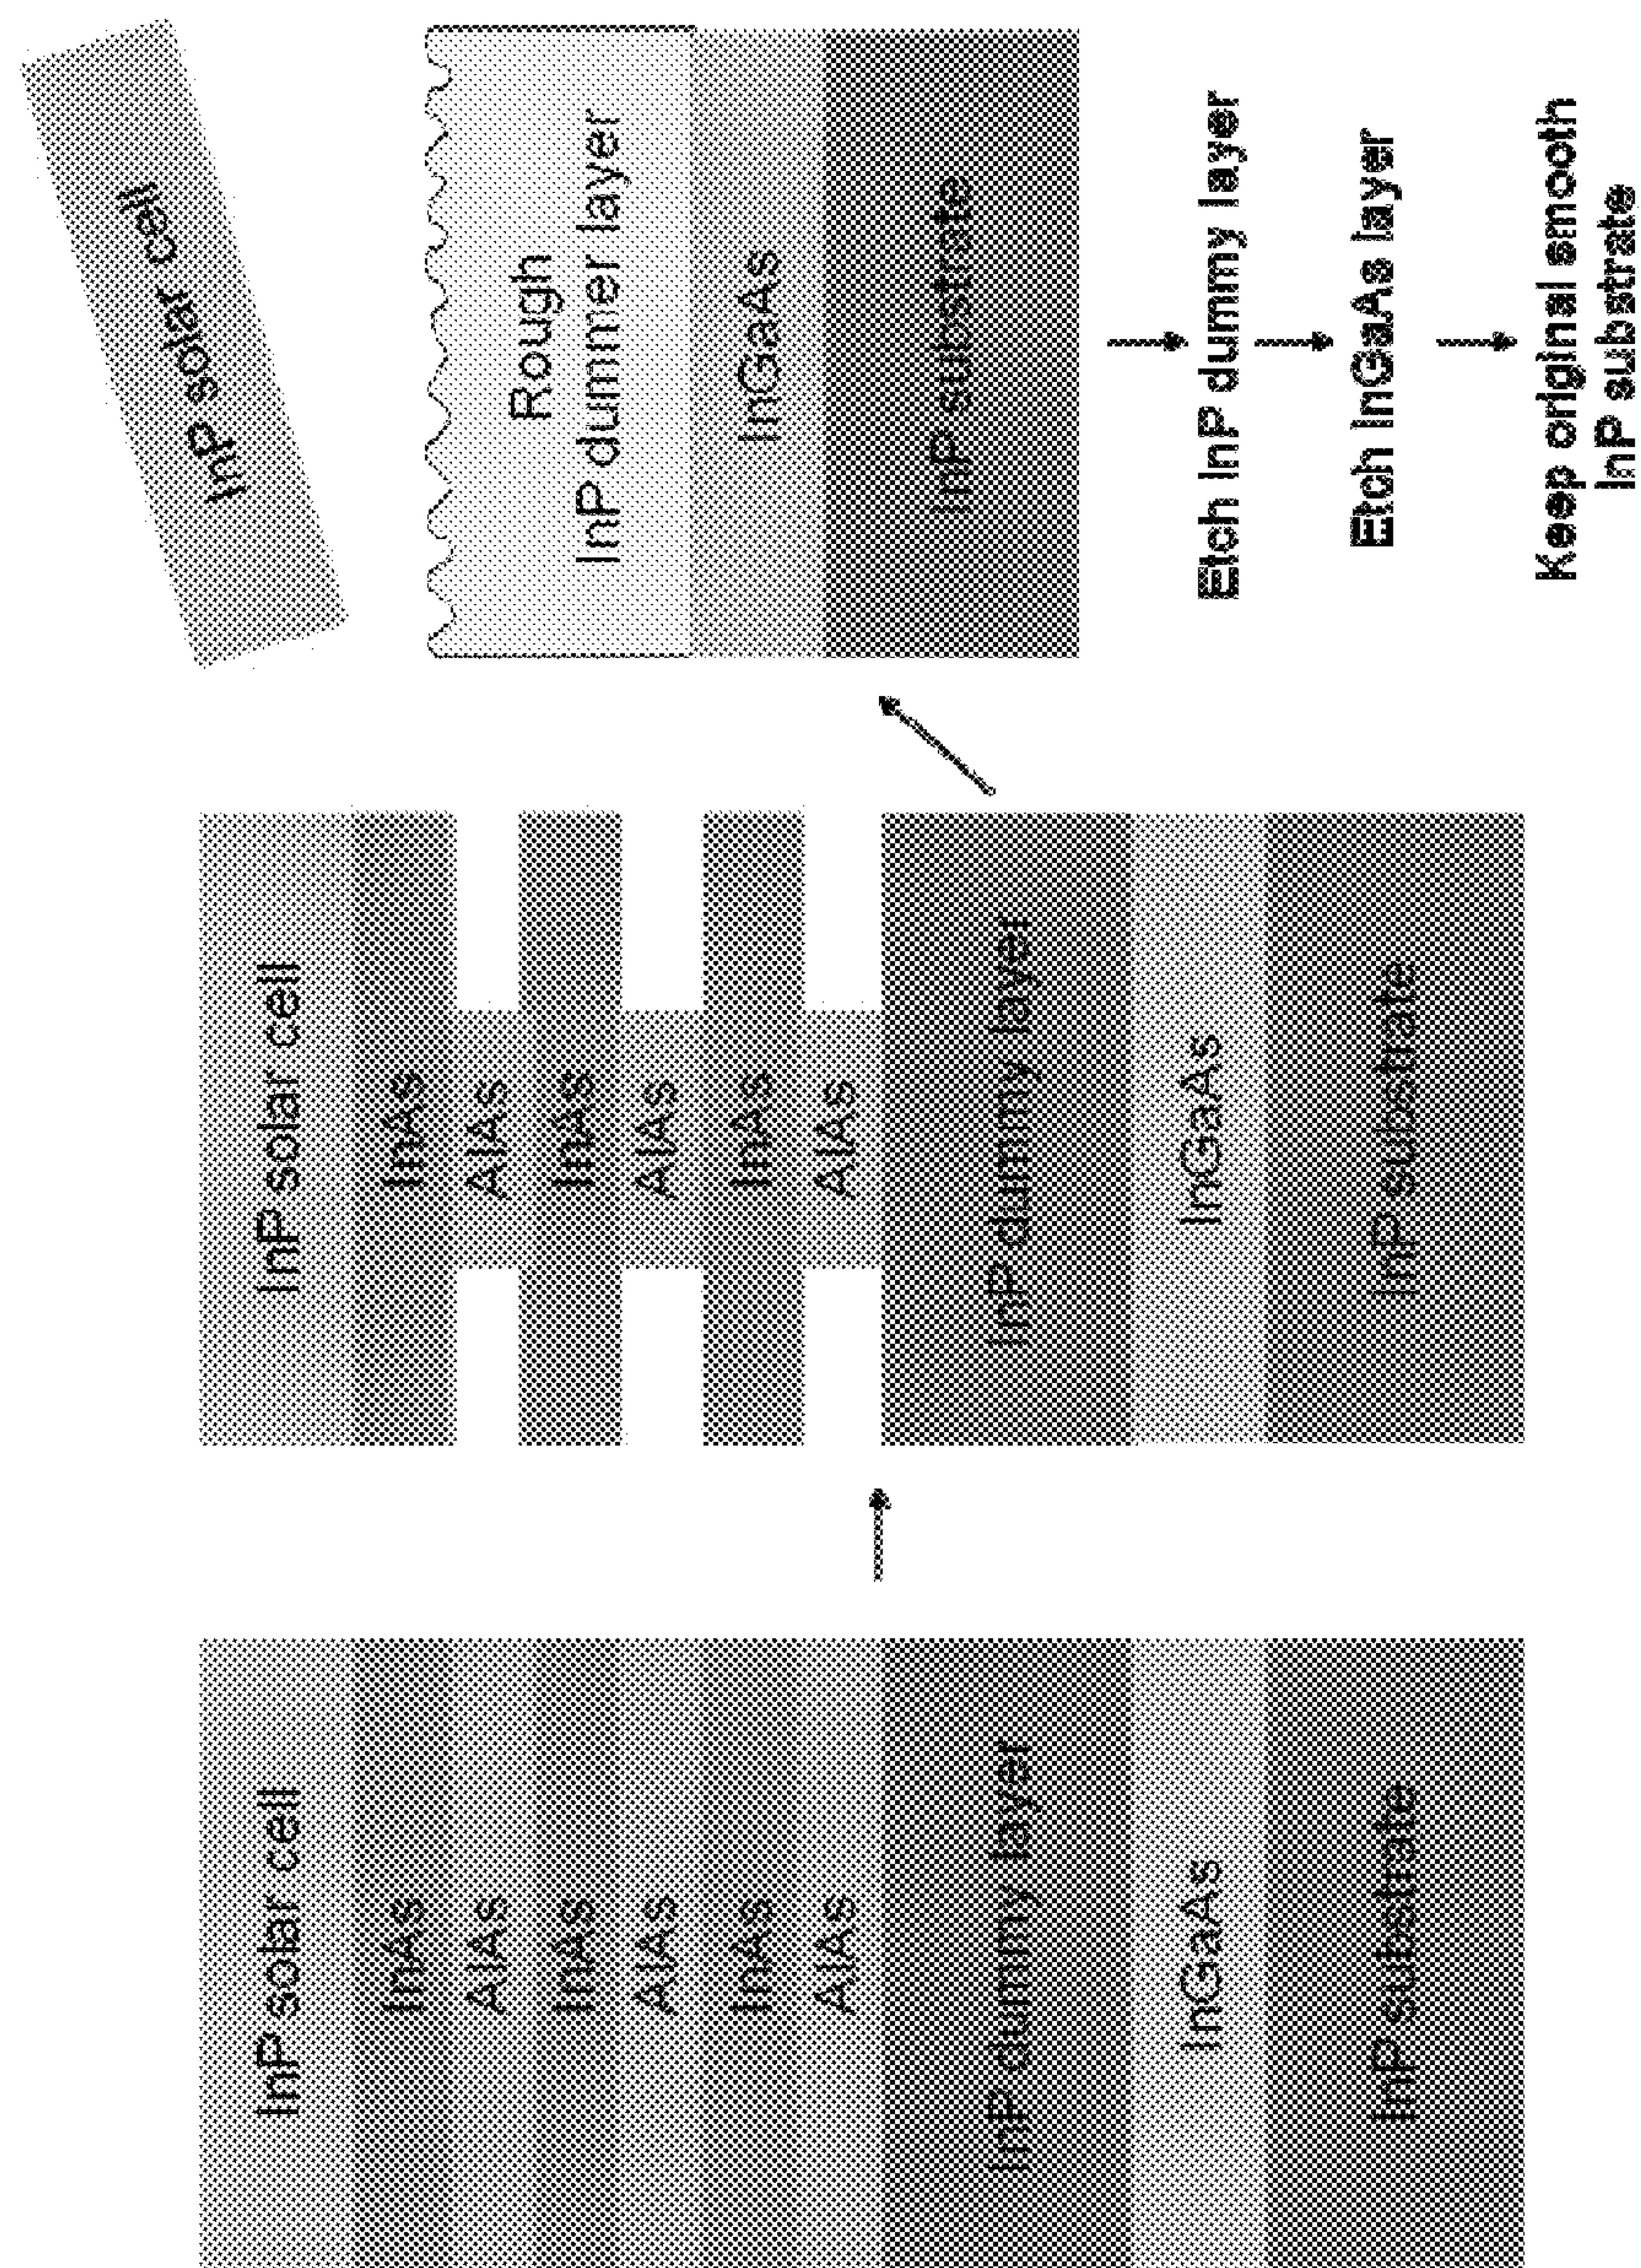 InP solar cell
InAs
AlAs
InAs
AlAs
InAs
AlAs
InP dummy layer
InGaAs
InP substrate
InP solar cell
InAs
AlAs
InAs
AlAs
InAs
AlAs
InP dummy layer
InGaAs
InP substrate
InP solar cell
Rough
InP dummer layer
InGaAs
InP substrate
Etch InP dummy layer
Etch InGaAs layer
Keep original smooth
InP substrate